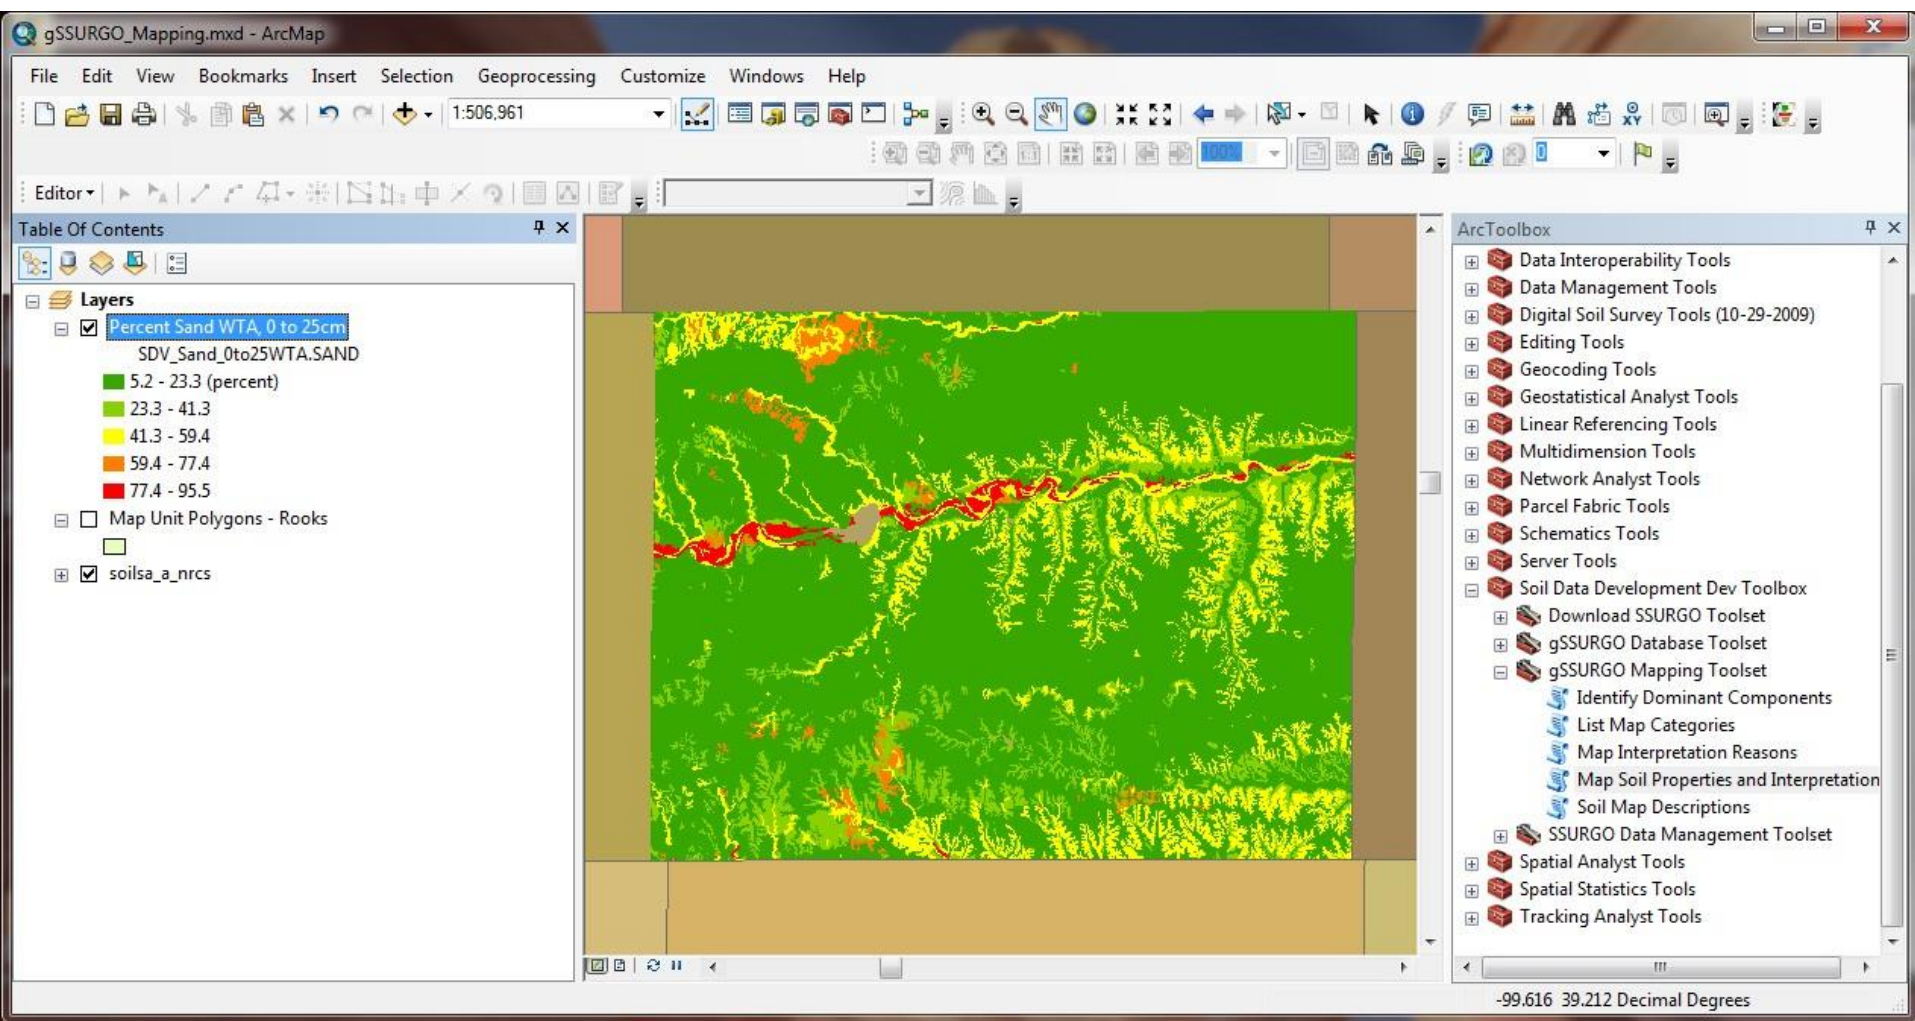 gSSURGO_Mapping.mxd - ArcMap
File Edit View Bookmarks Insert Selection Geoprocessing Customize Windows Help
1:506,961
100%
0
Editor
Table Of Contents
Layers
Percent Sand WTA, 0 to 25cm
SDV_Sand_0to25WTA.SAND
5.2 - 23.3 (percent)
23.3 - 41.3
41.3 - 59.4
59.4 - 77.4
77.4 - 95.5
Map Unit Polygons - Rooks
soilsa_a_nrcs
ArcToolbox
Data Interoperability Tools
Data Management Tools
Digital Soil Survey Tools (10-29-2009)
Editing Tools
Geocoding Tools
Geostatistical Analyst Tools
Linear Referencing Tools
Multidimension Tools
Network Analyst Tools
Parcel Fabric Tools
Schematics Tools
Server Tools
Soil Data Development Dev Toolbox
Download SSURGO Toolset
gSSURGO Database Toolset
gSSURGO Mapping Toolset
Identify Dominant Components
List Map Categories
Map Interpretation Reasons
Map Soil Properties and Interpretation
Soil Map Descriptions
SSURGO Data Management Toolset
Spatial Analyst Tools
Spatial Statistics Tools
Tracking Analyst Tools
-99.616 39.212 Decimal Degrees